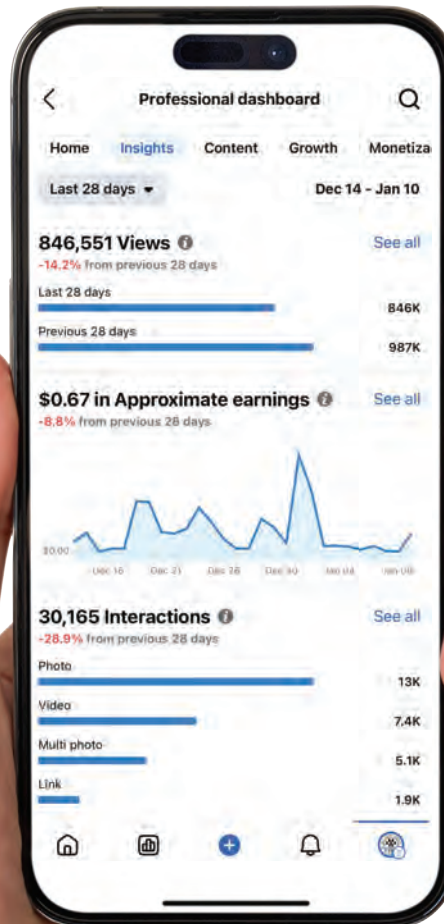 Professional dashboard
Home Insights Content Growth Monetiza
Last 28 days Dec 14 - Jan 10
846,551 Views See all
-14.2% from previous 28 days
Last 28 days
846K
Previous 28 days
987K
$0.67 in Approximate earnings See all
-8.8% from previous 28 days
$0.00
Dec 16 Dec 21 Dec 26 Dec 30 Jan 04 Jan 09
30,165 Interactions See all
-28.9% from previous 28 days
Photo
13K
Video
7.4K
Multi photo
5.1K
Link
1.9K